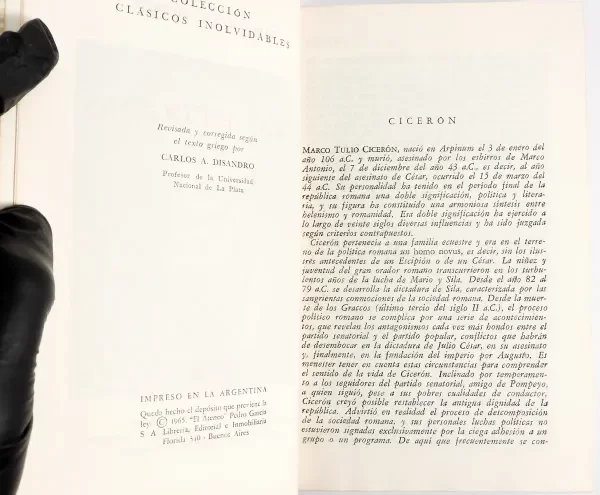 COLECCIÓN
CLÁSICOS INOLVIDABLES
Revisada y corregida según
el texto griego por
CARLOS A. DISANDRO
Profesor de la Universidad
Nacional de La Plata
IMPRESO EN LA ARGENTINA
Queda hecho el depósito que previene la
ley © 1965. "El Ateneo" Pedro García
S A Librería, Editorial e Inmobiliaria
Florida 340 - Buenos Aires
CICERÓN
MARCO TULIO CICERÓN, nació en Arpinum el 3 de enero del
año 106 a.C. y murió, asesinado por los esbirros de Marco
Antonio, el 7 de diciembre del año 43 a.C., es decir, al año
siguiente del asesinato de César, ocurrido el 15 de marzo del
44 a.C. Su personalidad ha tenido en el período final de la
república romana una doble significación, política y litera-
ria, y su figura ha constituido una armoniosa síntesis entre
helenismo y romanidad. Esa doble significación ha ejercido a
lo largo de veinte siglos diversas influencias y ha sido juzgada
según criterios contrapuestos.
Cicerón pertenecía a una familia ecuestre y era en el terre-
no de la política romana un homo novus, es decir, sin los ilus-
tres antecedentes de un Escipión o de un César. La niñez y
juventud del gran orador romano transcurrieron en los turbu-
lentos años de la lucha de Mario y Sila. Desde el año 82 al
79 a.C. se desarrolla la dictadura de Sila, caracterizada por las
sangrientas conmociones de la sociedad romana. Desde la muer-
te de los Graccos (último tercio del siglo II a.C.), el proceso
político romano se complica por una serie de acontecimien-
tos, que revelan los antagonismos cada vez más hondos entre el
partido senatorial y el partido popular, conflictos que habrán
de desembocar en la dictadura de Julio César, en su asesinato
y, finalmente, en la fundación del imperio por Augusto. Es
menester tener en cuenta estas circunstancias para comprender
el sentido de la vida de Cicerón. Inclinado por temperamen-
to a los seguidores del partido senatorial, amigo de Pompeyo,
a quien siguió, pese a sus pobres cualidades de conductor,
Cicerón creyó posible restablecer la antigua dignidad de la
república. Advirtió en realidad el proceso de descomposición
de la sociedad romana, y sus personales luchas políticas no
estuvieron signadas exclusivamente por la ciega adhesión a un
grupo o un programa. De aquí que frecuentemente se con-